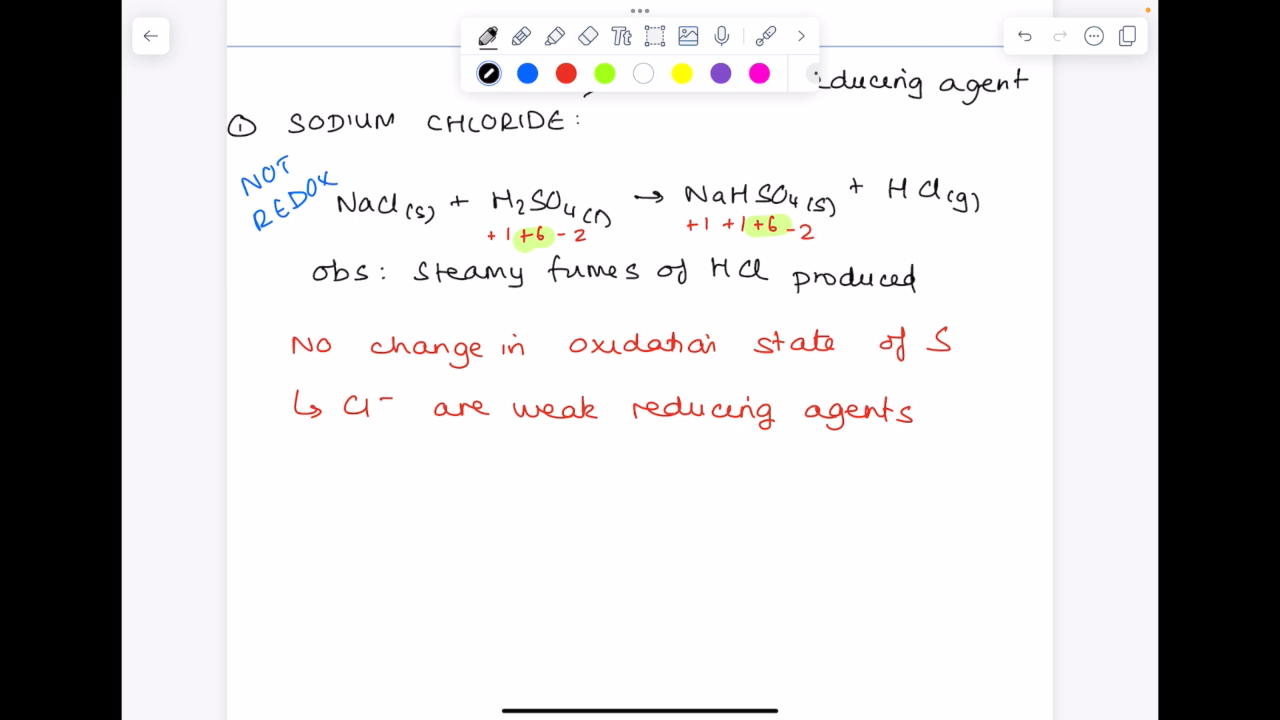 Tt
agent
① SODIUM CHLORIDE:
NOT
REDOX
NaCl(s) + H₂SO₄(l) → NaHSO₄(s) + HCl(g)
+1 +6 -2 +1 +1 +6 -2
obs: Steamy fumes of HCl produced
No change in oxidation state of S
↳ Cl⁻ are weak reducing agents